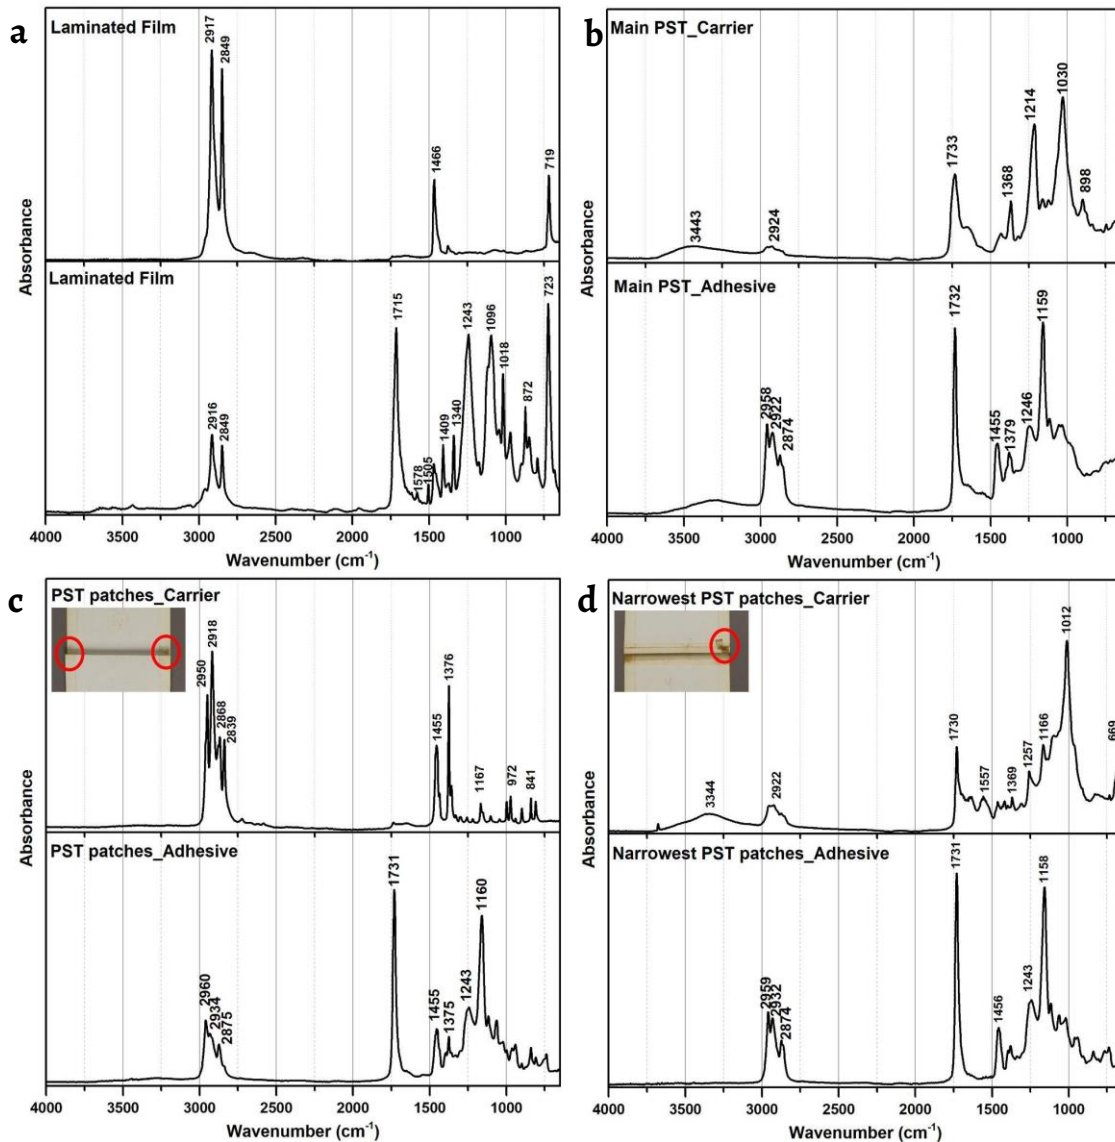 a
Laminated Film
2917
2849
1466
719
Absorbance
Laminated Film
2916
2849
1715
1578
1505
1409
1340
1243
1096
1018
872
723
Absorbance
4000 3500 3000 2500 2000 1500 1000
Wavenumber (cm⁻¹)
b
Main PST_Carrier
3443
2924
1733
1368
1214
1030
898
Absorbance
Main PST_Adhesive
2958
2922
2874
1732
1455
1379
1246
1159
Absorbance
4000 3500 3000 2500 2000 1500 1000
Wavenumber (cm⁻¹)
c
PST patches_Carrier
2950
2918
2868
2839
1455
1376
1167
972
841
Absorbance
PST patches_Adhesive
2960
2934
2875
1731
1455
1375
1243
1160
Absorbance
4000 3500 3000 2500 2000 1500 1000
Wavenumber (cm⁻¹)
d
Narrowest PST patches_Carrier
3344
2922
1730
1557
1369
1257
1166
1012
669
Absorbance
Narrowest PST patches_Adhesive
2959
2932
2874
1731
1456
1243
1158
Absorbance
4000 3500 3000 2500 2000 1500 1000
Wavenumber (cm⁻¹)